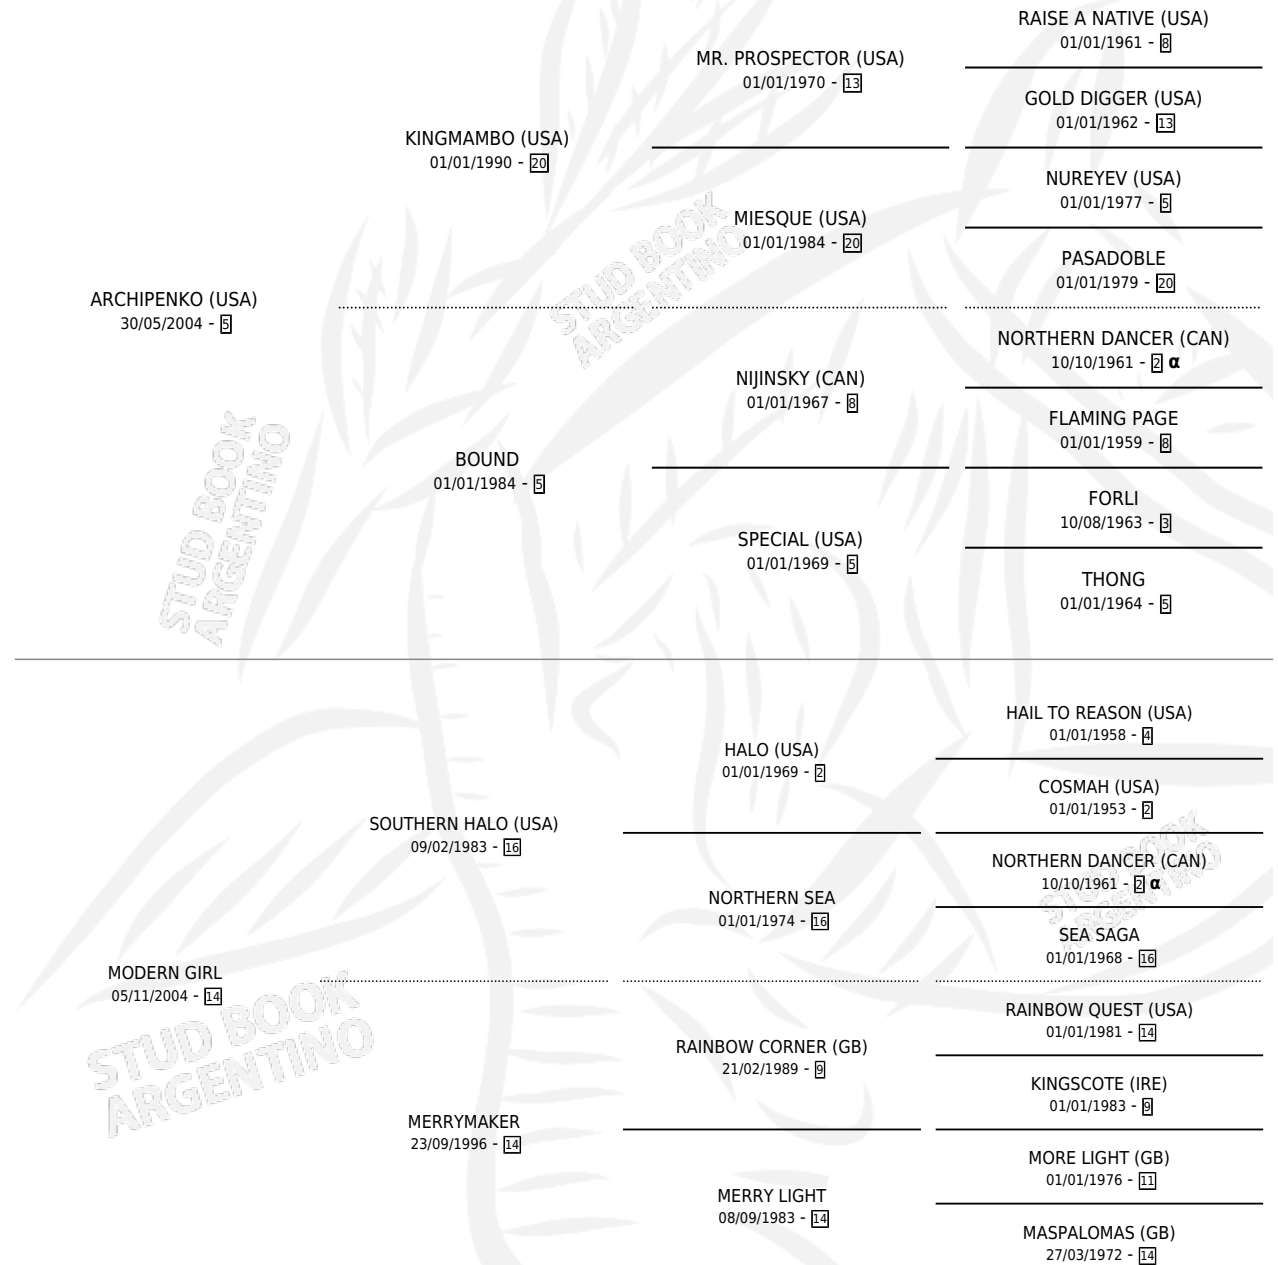 RAISE A NATIVE (USA)
01/01/1961 - 8
MR. PROSPECTOR (USA)
01/01/1970 - 13
GOLD DIGGER (USA)
01/01/1962 - 13
KINGMAMBO (USA)
01/01/1990 - 20
NUREYEV (USA)
01/01/1977 - 5
MIESQUE (USA)
01/01/1984 - 20
PASADOBLE
01/01/1979 - 20
ARCHIPENKO (USA)
30/05/2004 - 5
NORTHERN DANCER (CAN)
10/10/1961 - 2 α
NIJINSKY (CAN)
01/01/1967 - 8
FLAMING PAGE
01/01/1959 - 8
BOUND
01/01/1984 - 5
FORLI
10/08/1963 - 3
SPECIAL (USA)
01/01/1969 - 5
THONG
01/01/1964 - 5
HAIL TO REASON (USA)
01/01/1958 - 4
HALO (USA)
01/01/1969 - 2
COSMAH (USA)
01/01/1953 - 2
SOUTHERN HALO (USA)
09/02/1983 - 16
NORTHERN DANCER (CAN)
10/10/1961 - 2 α
NORTHERN SEA
01/01/1974 - 16
SEA SAGA
01/01/1968 - 16
MODERN GIRL
05/11/2004 - 14
RAINBOW QUEST (USA)
01/01/1981 - 14
RAINBOW CORNER (GB)
21/02/1989 - 9
KINGSCOTE (IRE)
01/01/1983 - 9
MERRYMAKER
23/09/1996 - 14
MORE LIGHT (GB)
01/01/1976 - 11
MERRY LIGHT
08/09/1983 - 14
MASPALOMAS (GB)
27/03/1972 - 14
STUD BOOK
ARGENTINO
STUD BOOK
ARGENTINO
STUD BOOK
ARGENTINO
STUD BOOK
ARGENTINO